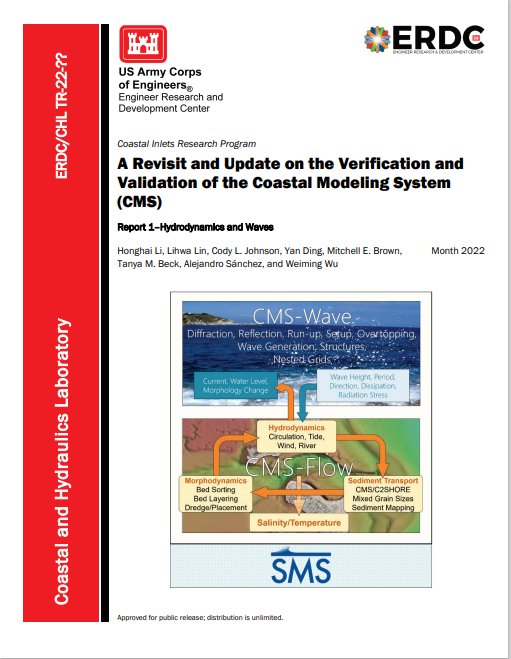 ERDC/CHL TR-22-??
Coastal and Hydraulics Laboratory
US Army Corps
of Engineers®
Engineer Research and
Development Center
ERDC
ENGINEER RESEARCH & DEVELOPMENT CENTER
Coastal Inlets Research Program
A Revisit and Update on the Verification and
Validation of the Coastal Modeling System
(CMS)
Report 1–Hydrodynamics and Waves
Honghai Li, Lihwa Lin, Cody L. Johnson, Yan Ding, Mitchell E. Brown,
Tanya M. Beck, Alejandro Sánchez, and Weiming Wu
Month 2022
CMS-Wave
Diffraction, Reflection, Run-up, Setup, Overtopping,
Wave Generation, Structures,
Nested Grids
Current, Water Level,
Morphology Change
Wave Height, Period,
Direction, Dissipation,
Radiation Stress
Hydrodynamics
Circulation, Tide,
Wind, River
CMS-Flow
Morphodynamics
Bed Sorting
Bed Layering
Dredge/Placement
Sediment Transport
CMS/C2SHORE
Mixed Grain Sizes
Sediment Mapping
Salinity/Temperature
SMS
Approved for public release; distribution is unlimited.